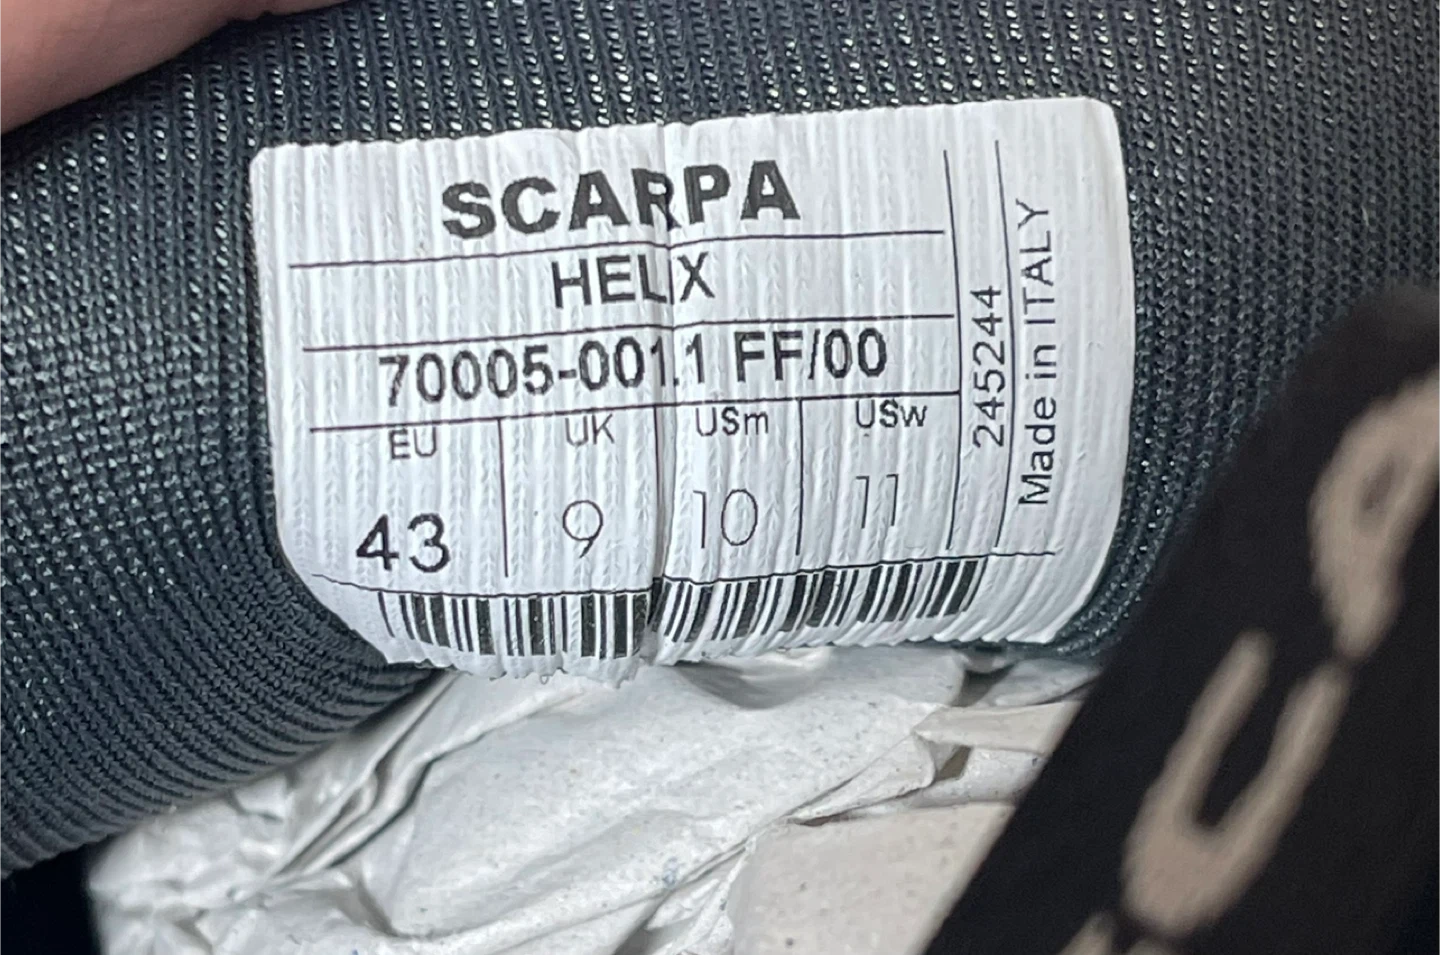 SCARPA
HELIX
70005-001.1 FF/00
EU UK USm USw
43 9 10 11
245244
Made in ITALY